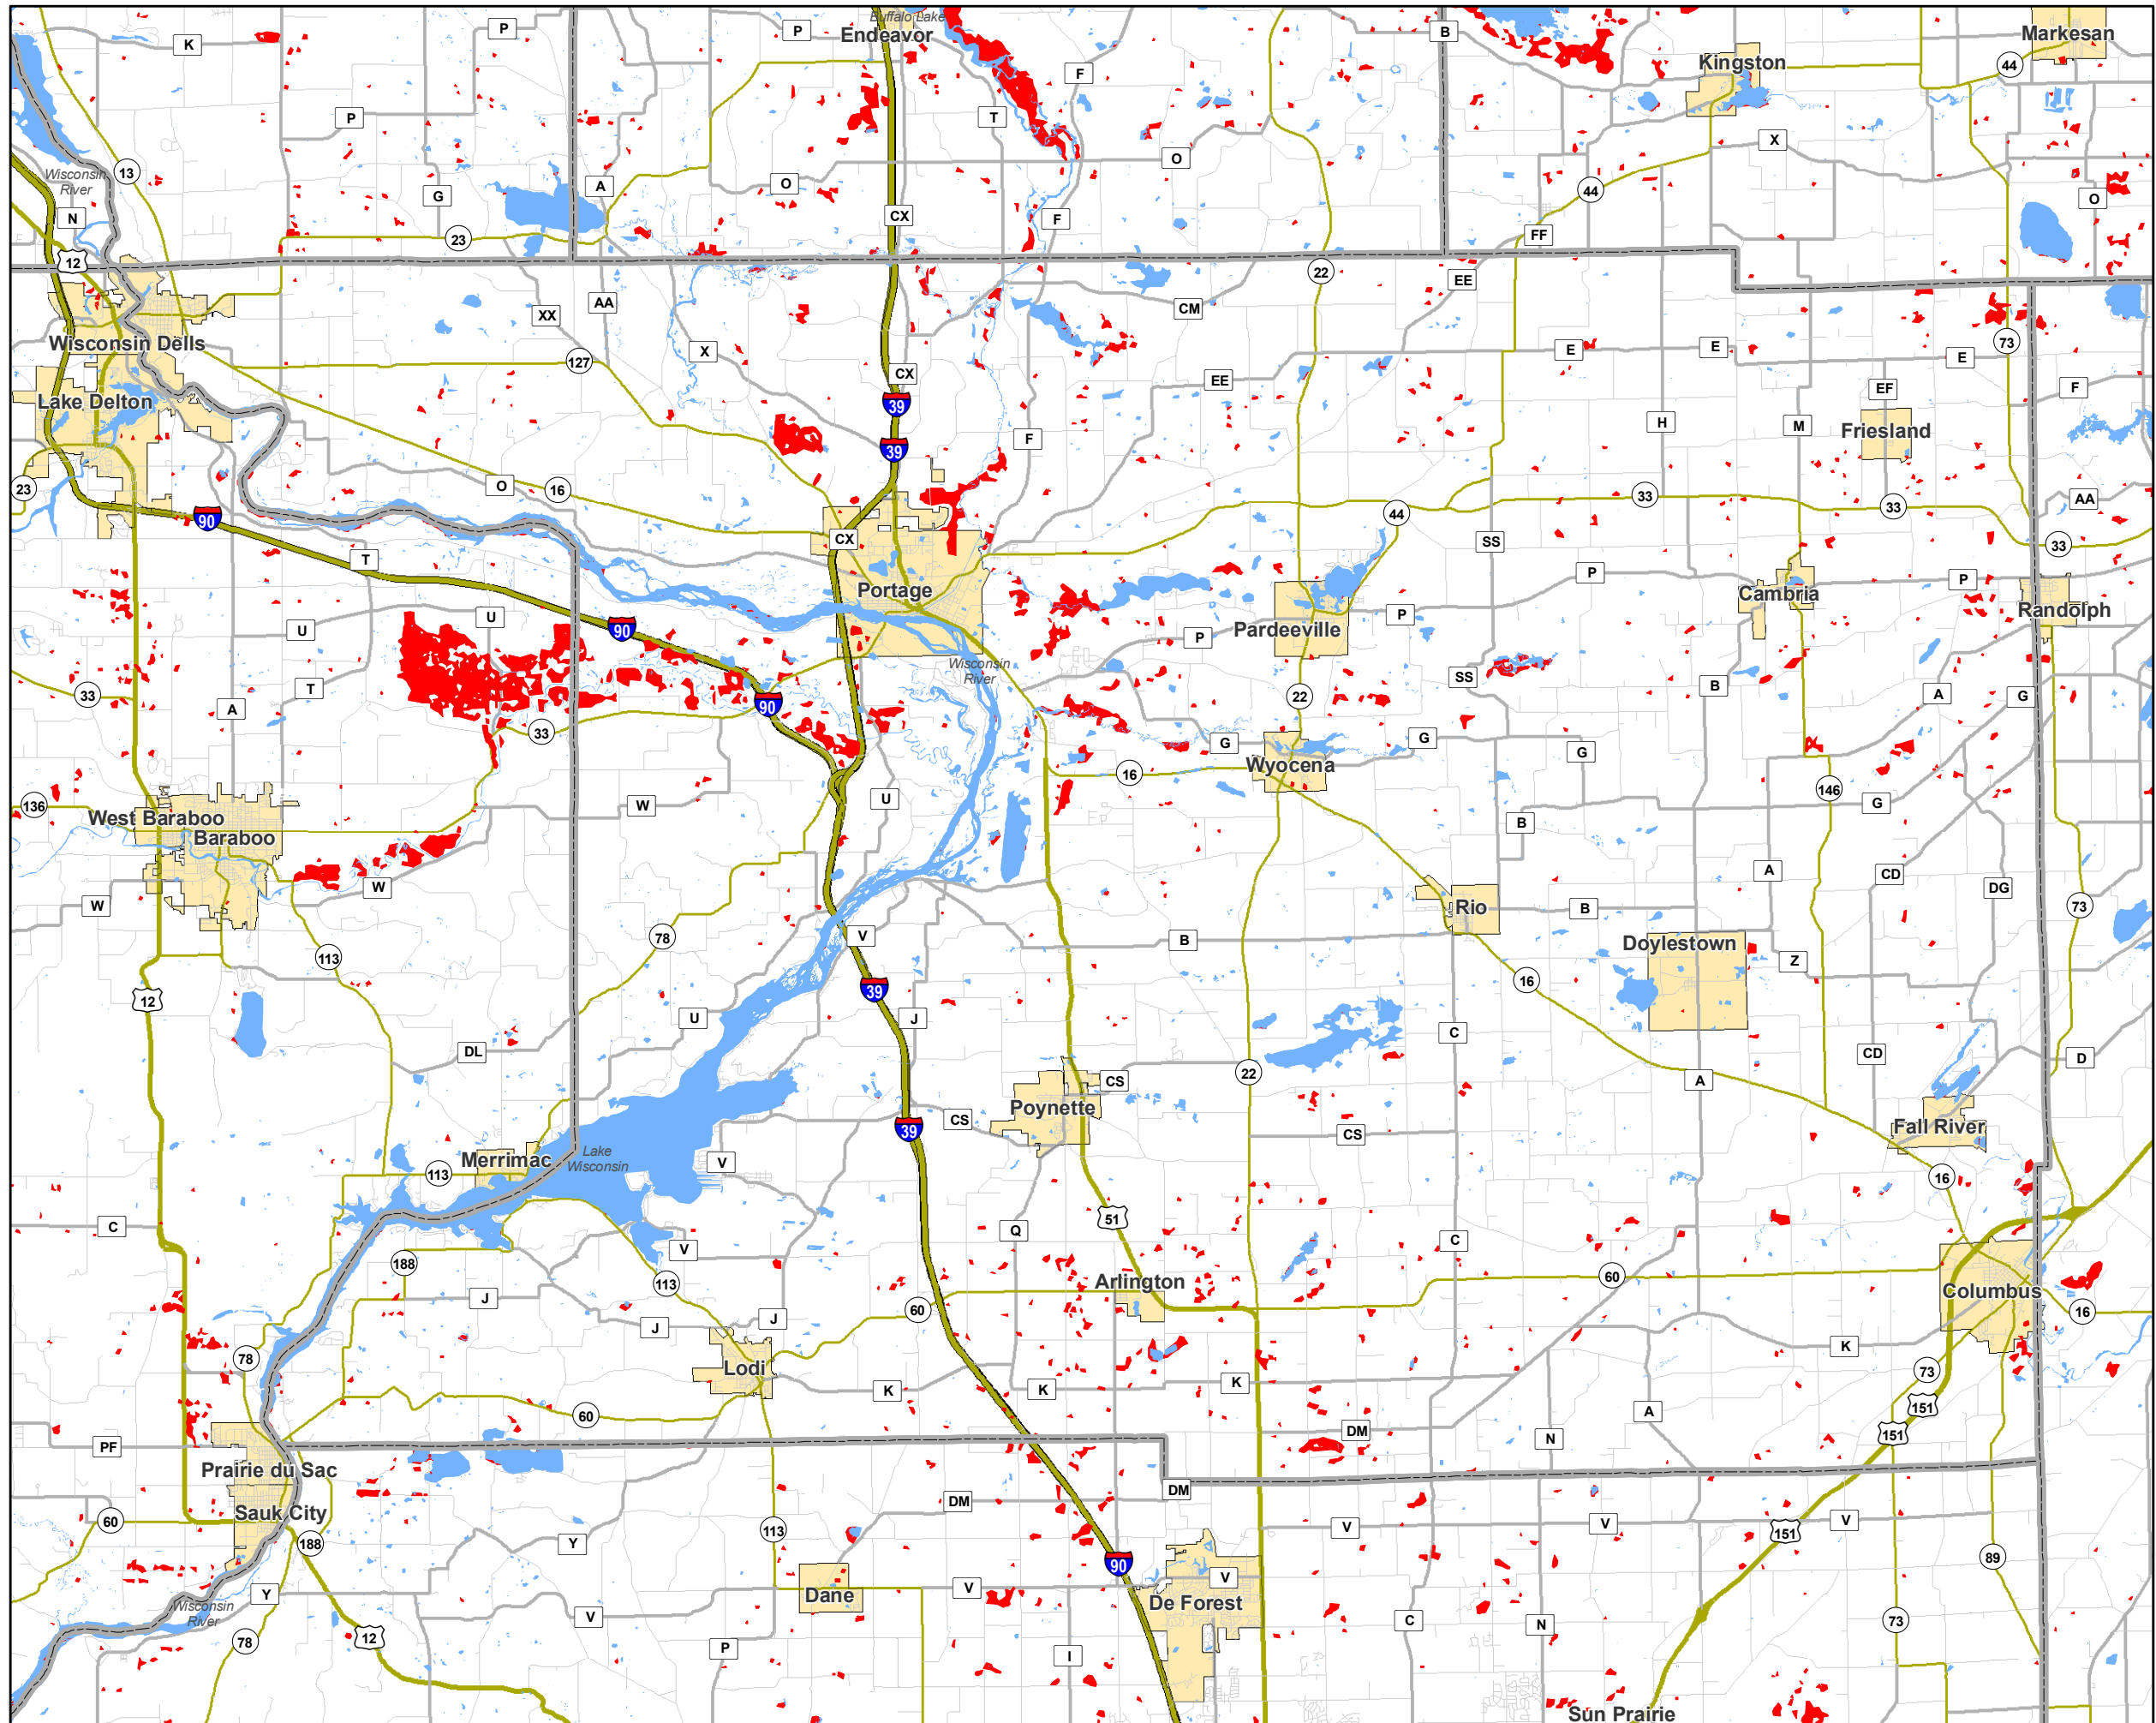 Buffalo Lake
P
P
Endeavor
B
Markesan
K
44
Kingston
F
P
T
X
13
O
Wisconsin
River
O
A
44
G
O
N
CX
F
23
FF
12
22
EE
AA
CM
XX
Wisconsin Dells
73
X
E
E
E
127
CX
EE
EF
F
Lake Delton
39
H
M
Friesland
F
39
23
O
16
33
AA
33
90
44
CX
SS
33
T
P
P
Portage
Cambria
Randolph
U
P
U
90
Pardeeville
P
Wisconsin
River
SS
T
B
A
G
33
22
A
90
33
G
G
G
Wyocena
16
146
U
136
W
G
West Baraboo
B
Baraboo
A
CD
W
DG
W
Rio
B
73
78
V
B
Doylestown
113
Z
16
39
12
U
J
C
DL
CD
D
22
A
CS
Poynette
CS
Fall River
39
CS
Lake
Wisconsin
Merrimac
V
113
16
51
C
Q
C
V
188
60
113
Arlington
Columbus
J
60
16
J
J
K
78
Lodi
73
K
K
K
151
A
60
DM
151
N
PF
Prairie du Sac
DM
DM
Sauk City
60
V
V
V
113
151
188
Y
89
90
V
V
Y
Dane
De Forest
Wisconsin
River
V
C
73
N
78
12
P
I
Sun Prairie